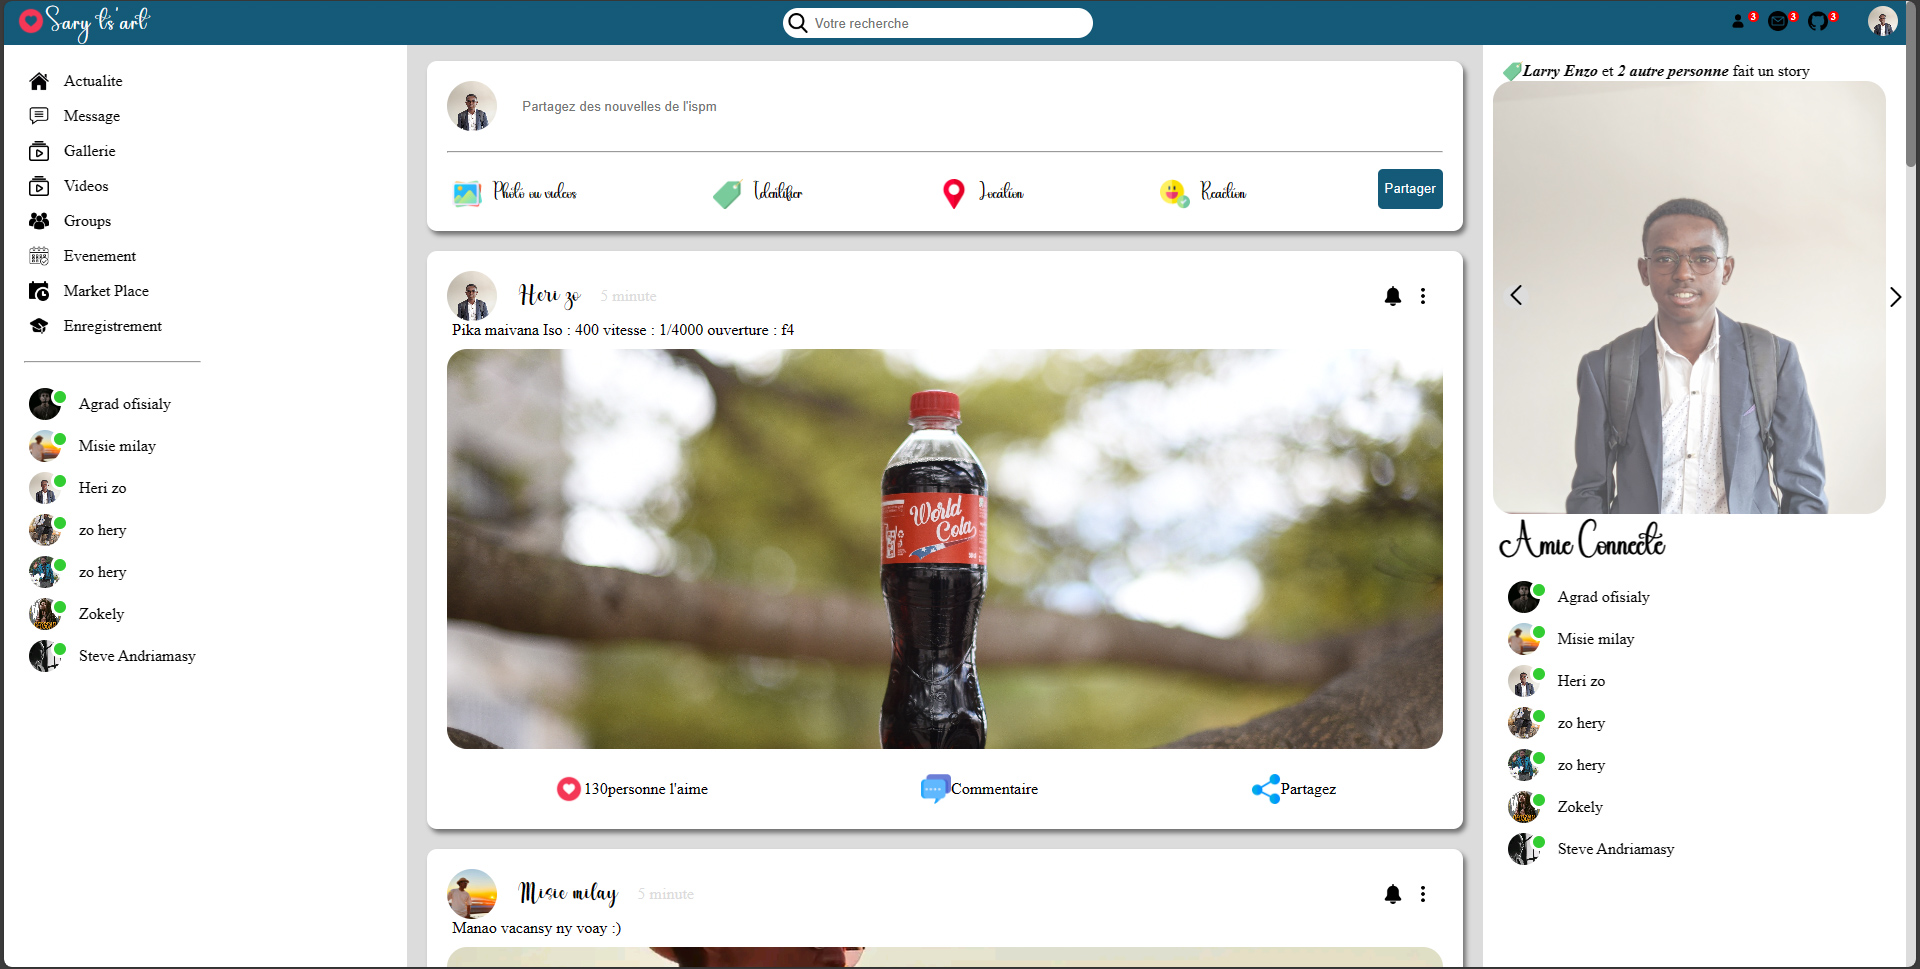 Sary ts'art
Votre recherche
3
3
3
Actualite
Message
Gallerie
Videos
Groups
Evenement
Market Place
Enregistrement
Agrad ofisialy
Misie milay
Heri zo
zo hery
zo hery
Zokely
Steve Andriamasy
Partagez des nouvelles de l'ispm
Photo ou videos
Identifier
Location
Reaction
Partager
Heri zo
5 minute
Pika maivana Iso : 400 vitesse : 1/4000 ouverture : f4
World
Cola
130personne l'aime
Commentaire
Partagez
Misie milay
5 minute
Manao vacansy ny voay :)
Larry Enzo et 2 autre personne fait un story
Amie Connecte
Agrad ofisialy
Misie milay
Heri zo
zo hery
zo hery
Zokely
Steve Andriamasy